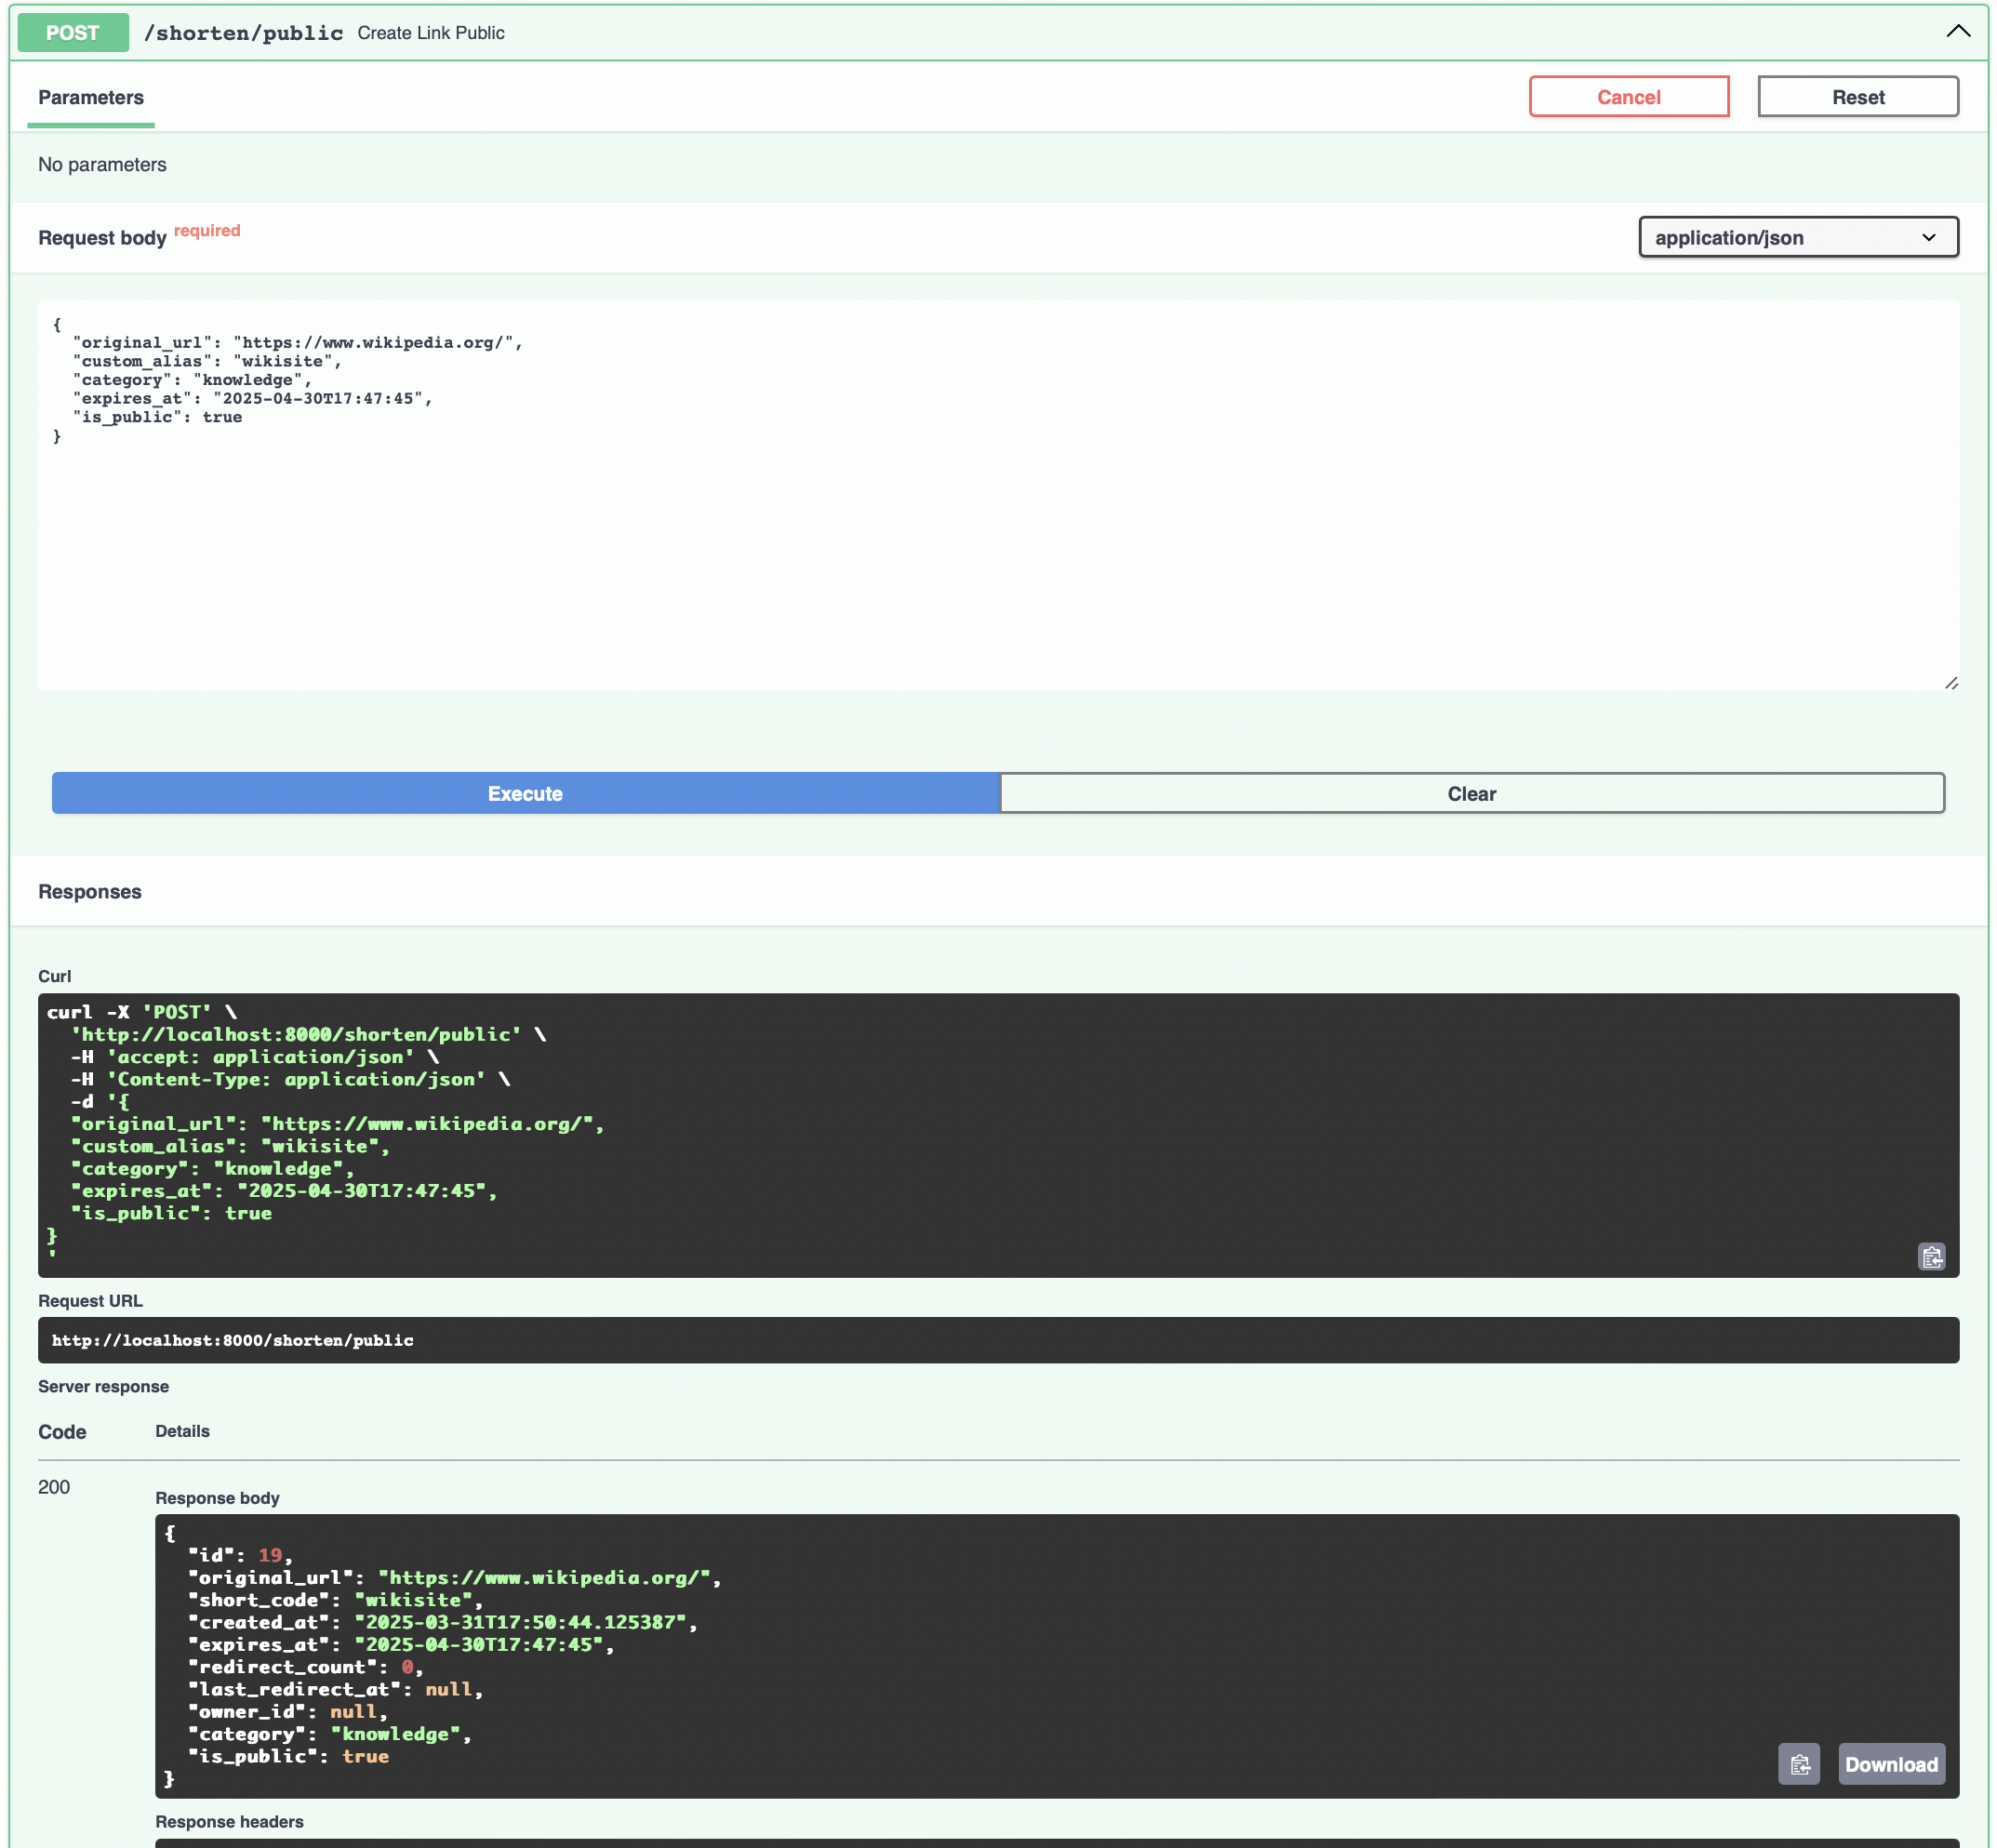 POST /shorten/public Create Link Public
Parameters
Cancel
Reset
No parameters
Request body required
application/json
{
  "original_url": "https://www.wikipedia.org/",
  "custom_alias": "wikisite",
  "category": "knowledge",
  "expires_at": "2025-04-30T17:47:45",
  "is_public": true
}
Execute
Clear
Responses
Curl
curl -X 'POST' \
  'http://localhost:8000/shorten/public' \
  -H 'accept: application/json' \
  -H 'Content-Type: application/json' \
  -d '{
  "original_url": "https://www.wikipedia.org/",
  "custom_alias": "wikisite",
  "category": "knowledge",
  "expires_at": "2025-04-30T17:47:45",
  "is_public": true
}
'
Request URL
http://localhost:8000/shorten/public
Server response
Code
Details
200
Response body
{
  "id": 19,
  "original_url": "https://www.wikipedia.org/",
  "short_code": "wikisite",
  "created_at": "2025-03-31T17:50:44.125387",
  "expires_at": "2025-04-30T17:47:45",
  "redirect_count": 0,
  "last_redirect_at": null,
  "owner_id": null,
  "category": "knowledge",
  "is_public": true
}
Download
Response headers